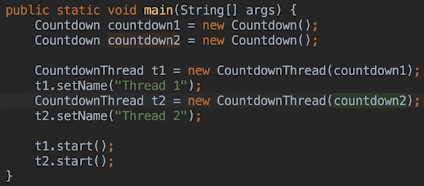 public static void main(String[] args) {
Countdown countdown1 = new Countdown();
Countdown countdown2 = new Countdown();
CountdownThread t1 = new CountdownThread(countdown1);
t1.setName("Thread 1");
CountdownThread t2 = new CountdownThread(countdown2);
t2.setName("Thread 2");
t1.start();
t2.start();
}